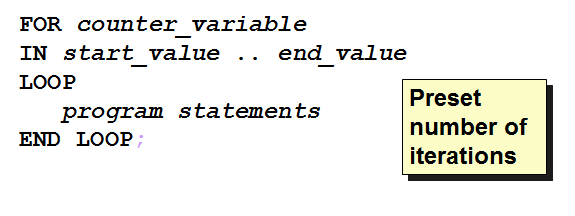 FOR counter_variable
IN start_value .. end_value
LOOP
program statements
END LOOP;
Preset
number of
iterations